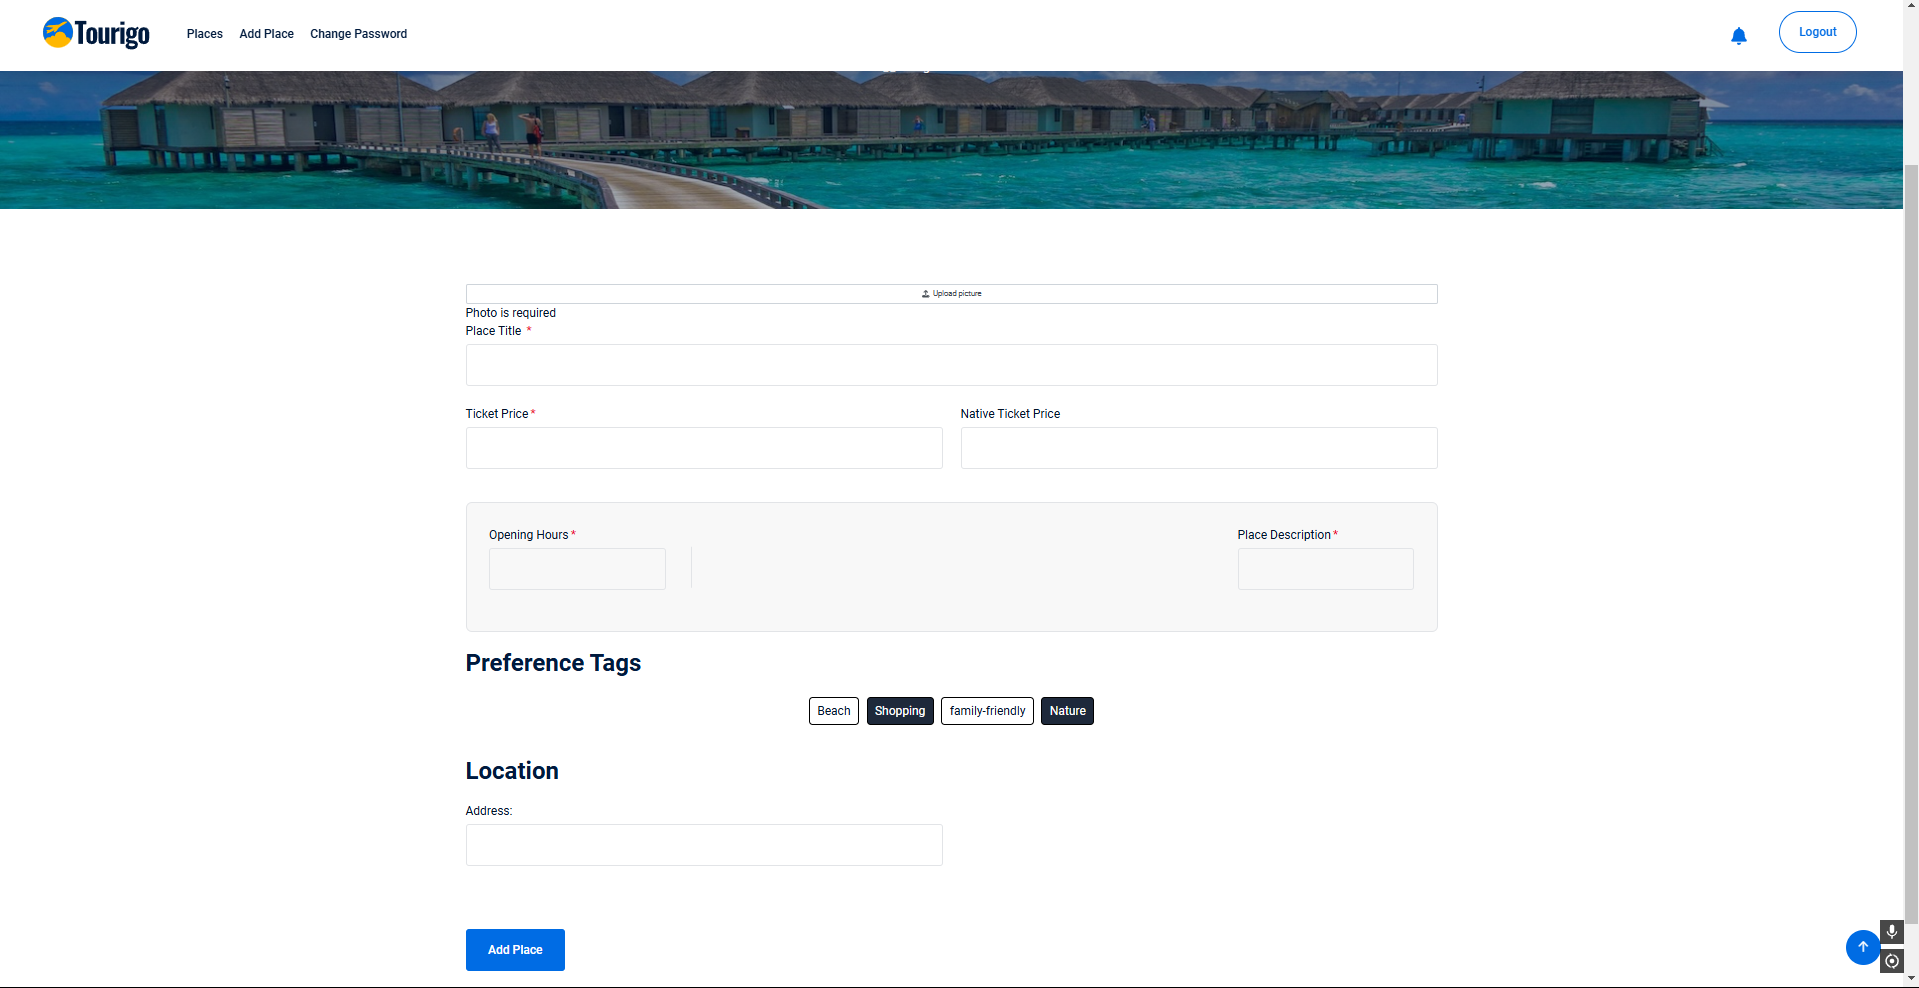 Tourigo Places Add Place Change Password Logout
Upload picture
Photo is required
Place Title *
Ticket Price * Native Ticket Price
Opening Hours * Place Description *
Preference Tags
Beach Shopping family-friendly Nature
Location
Address:
Add Place